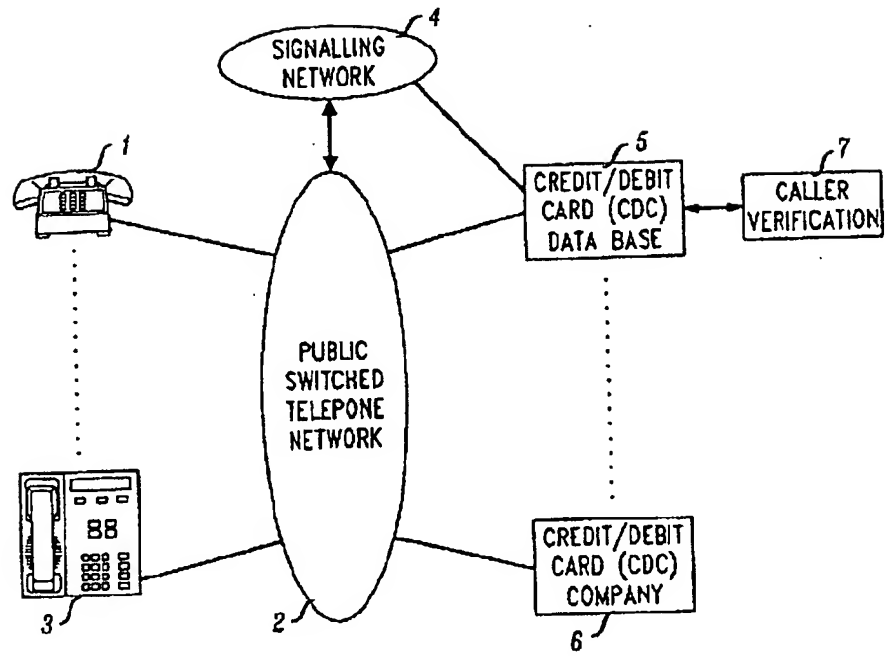 4
SIGNALLING
NETWORK
1
5
CREDIT/DEBIT
CARD (CDC)
DATA BASE
7
CALLER
VERIFICATION
PUBLIC
SWITCHED
TELEPONE
NETWORK
3
2
CREDIT/DEBIT
CARD (CDC)
COMPANY
6